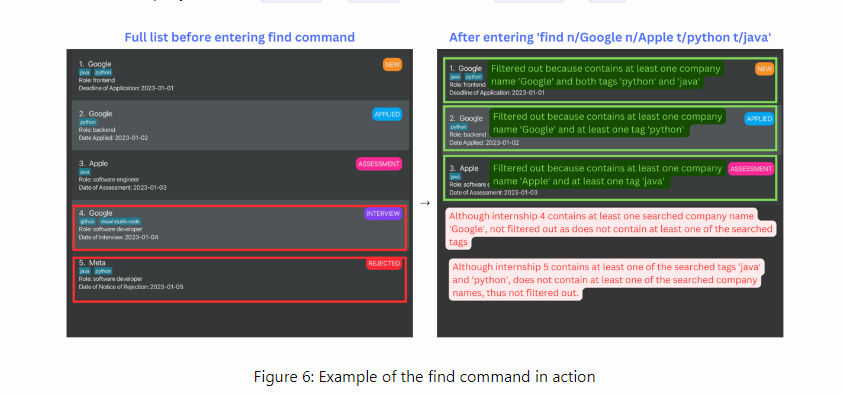 Full list before entering find command
1. Google
NEW
java python
Role: frontend
Deadline of Application: 2023-01-01
2. Google
APPLIED
python
Role: backend
Date Applied: 2023-01-02
3. Apple
ASSESSMENT
java
Role: software engineer
Date of Assessment: 2023-01-03
4. Google
INTERVIEW
github visual studio code
Role: software developer
Date of Interview: 2023-01-04
5. Meta
REJECTED
java python
Role: software developer
Date of Notice of Rejection: 2023-01-05
→
After entering 'find n/Google n/Apple t/python t/java'
1. Google
NEW
java python
Role: frontend
Deadline of Application: 2023-01-01
Filtered out because contains at least one company
name 'Google' and both tags 'python' and 'java'
2. Google
APPLIED
python
Role: backend
Date Applied: 2023-01-02
Filtered out because contains at least one company
name 'Google' and at least one tag 'python'
3. Apple
ASSESSMENT
java
Role: software
Date of Assessment: 2023-01-03
Filtered out because contains at least one company
name 'Apple' and at least one tag 'java'
Although internship 4 contains at least one searched company name
'Google', not filtered out as does not contain at least one of the searched
tags
Although internship 5 contains at least one of the searched tags 'java'
and 'python', does not contain at least one of the searched company
names, thus not filtered out.
Figure 6: Example of the find command in action